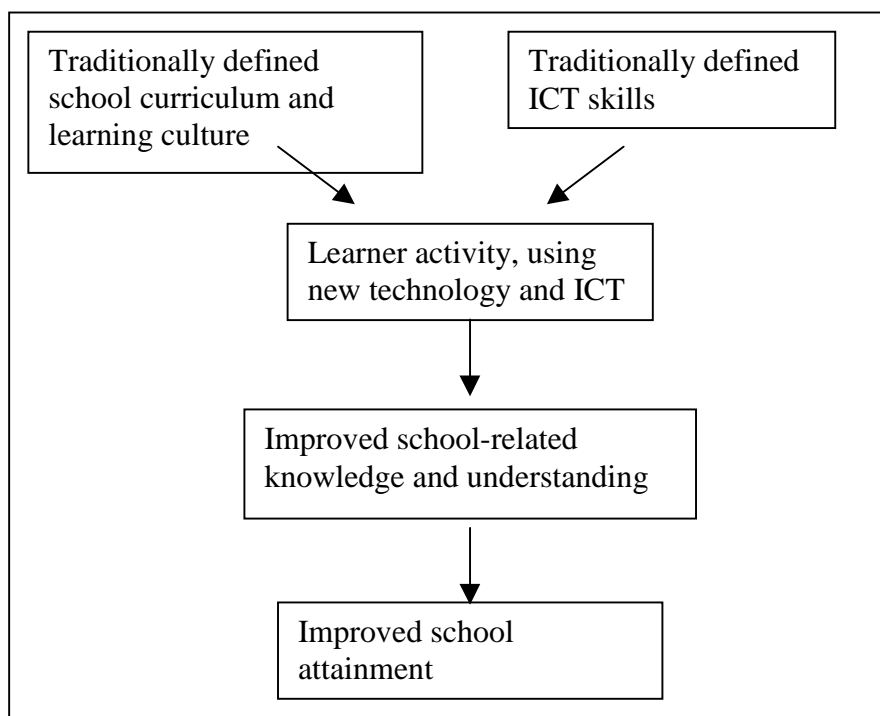 Traditionally defined
school curriculum and
learning culture
Traditionally defined
ICT skills
Learner activity, using
new technology and ICT
Improved school-related
knowledge and understanding
Improved school
attainment